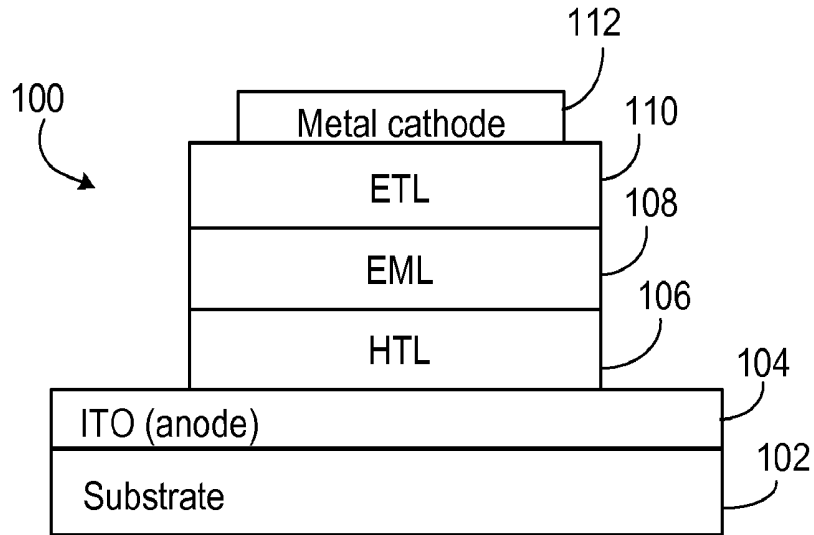 112
100
Metal cathode
110
ETL
108
EML
106
HTL
104
ITO (anode)
102
Substrate